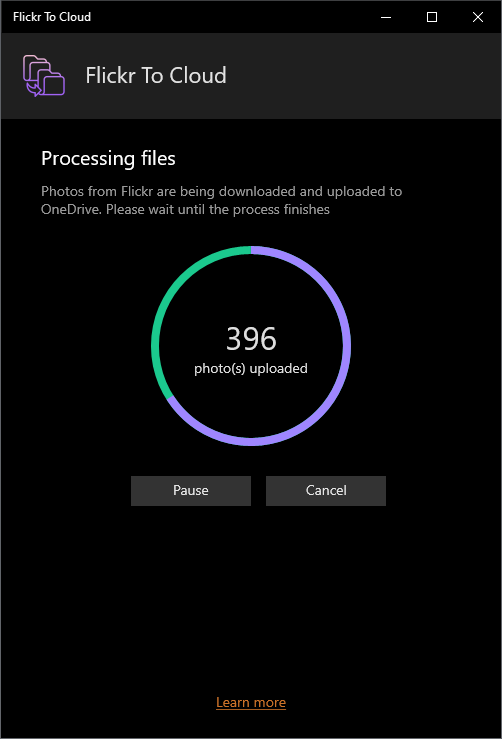 Flickr To Cloud
Flickr To Cloud
Processing files
Photos from Flickr are being downloaded and uploaded to
OneDrive. Please wait until the process finishes
396
photo(s) uploaded
Pause
Cancel
Learn more